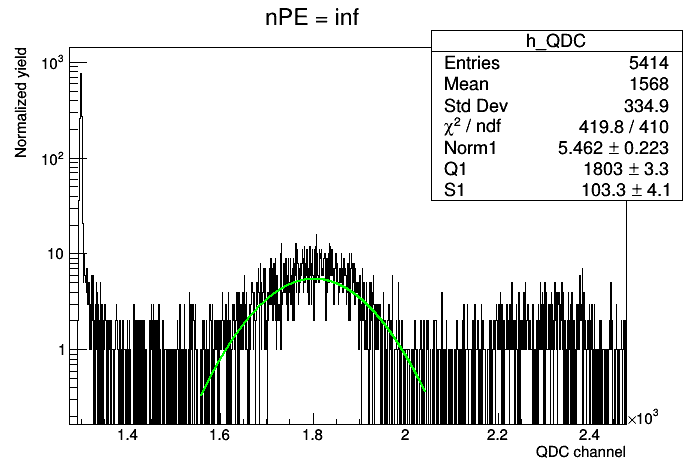 nPE = inf
h_QDC
Entries 5414
Mean 1568
Std Dev 334.9
χ² / ndf 419.8 / 410
Norm1 5.462 ± 0.223
Q1 1803 ± 3.3
S1 103.3 ± 4.1
Normalized yield
10³
10²
10
1
1.4 1.6 1.8 2 2.2 2.4
×10³
QDC channel